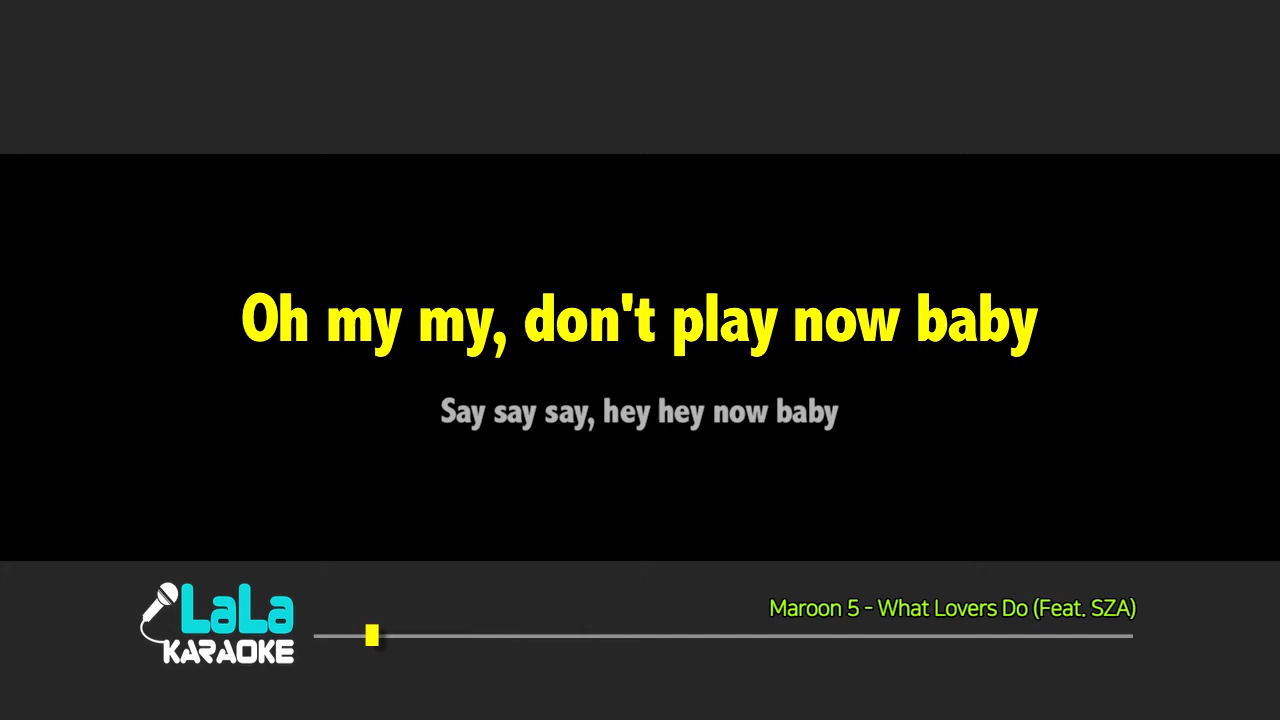 Oh my my, don't play now baby
Say say say, hey hey now baby
Maroon 5 - What Lovers Do (Feat. SZA)
LaLa
KARAOKE